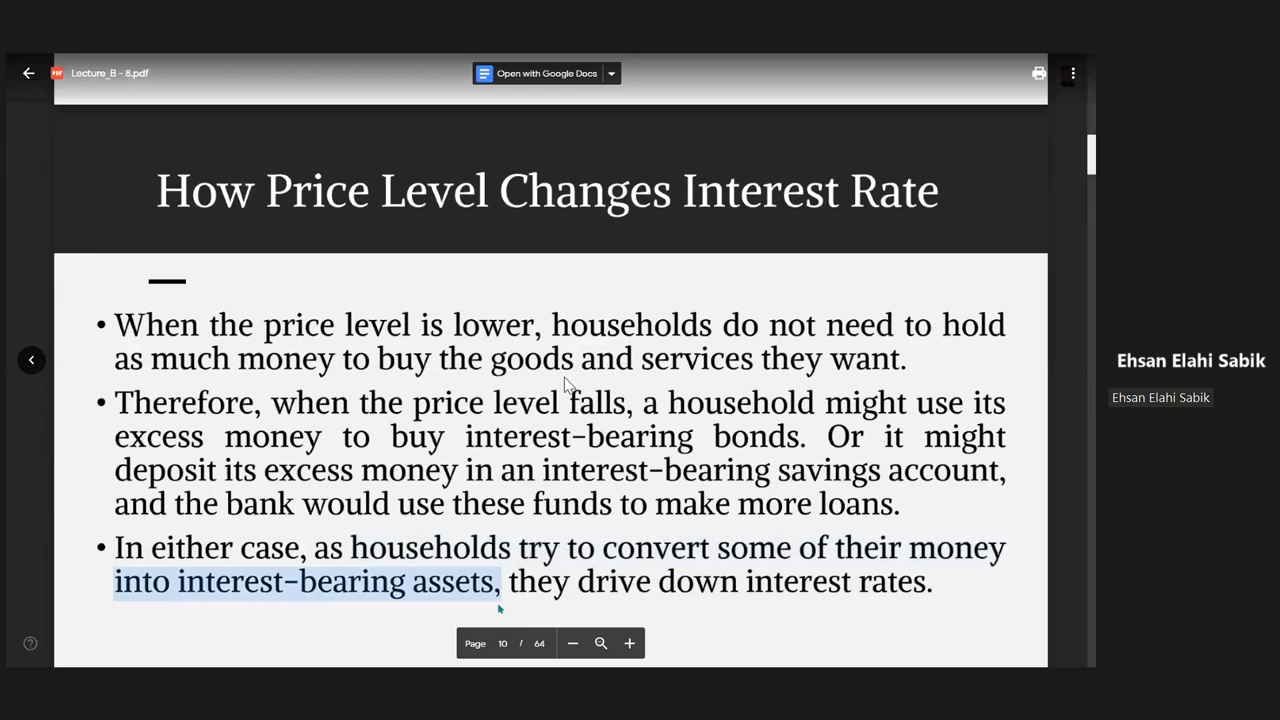 Lecture_B - 8.pdf
Open with Google Docs
How Price Level Changes Interest Rate
• When the price level is lower, households do not need to hold
as much money to buy the goods and services they want.
• Therefore, when the price level falls, a household might use its
excess money to buy interest-bearing bonds. Or it might
deposit its excess money in an interest-bearing savings account,
and the bank would use these funds to make more loans.
• In either case, as households try to convert some of their money
into interest-bearing assets, they drive down interest rates.
Page 10 / 64
Ehsan Elahi Sabik
Ehsan Elahi Sabik